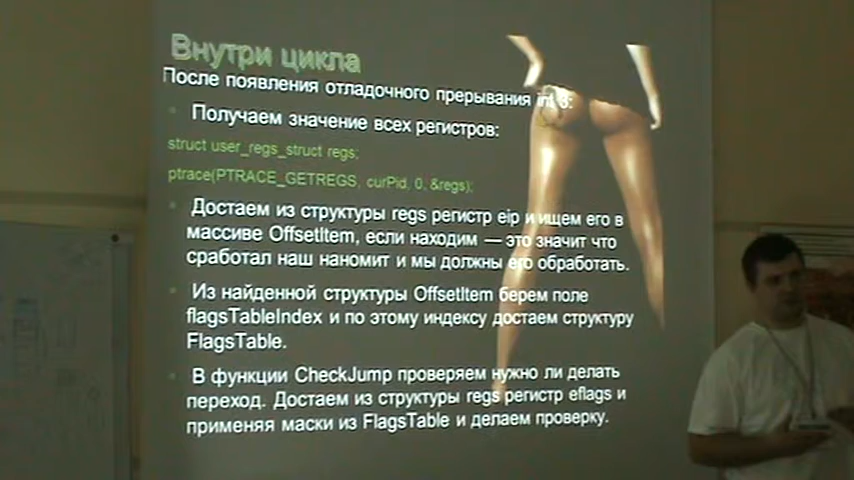 Внутри цикла
После появления отладочного прерывания int 3:
Получаем значение всех регистров:
struct user_regs_struct regs;
ptrace(PTRACE_GETREGS, curPid, 0, &regs);
Достаем из структуры regs регистр eip и ищем его в
массиве OffsetItem, если находим — это значит что
сработал наш наномит и мы должны его обработать.
Из найденной структуры OffsetItem берем поле
flagsTableIndex и по этому индексу достаем структуру
FlagsTable.
В функции CheckJump проверяем нужно ли делать
переход. Достаем из структуры regs регистр eflags и
применяя маски из FlagsTable и делаем проверку.